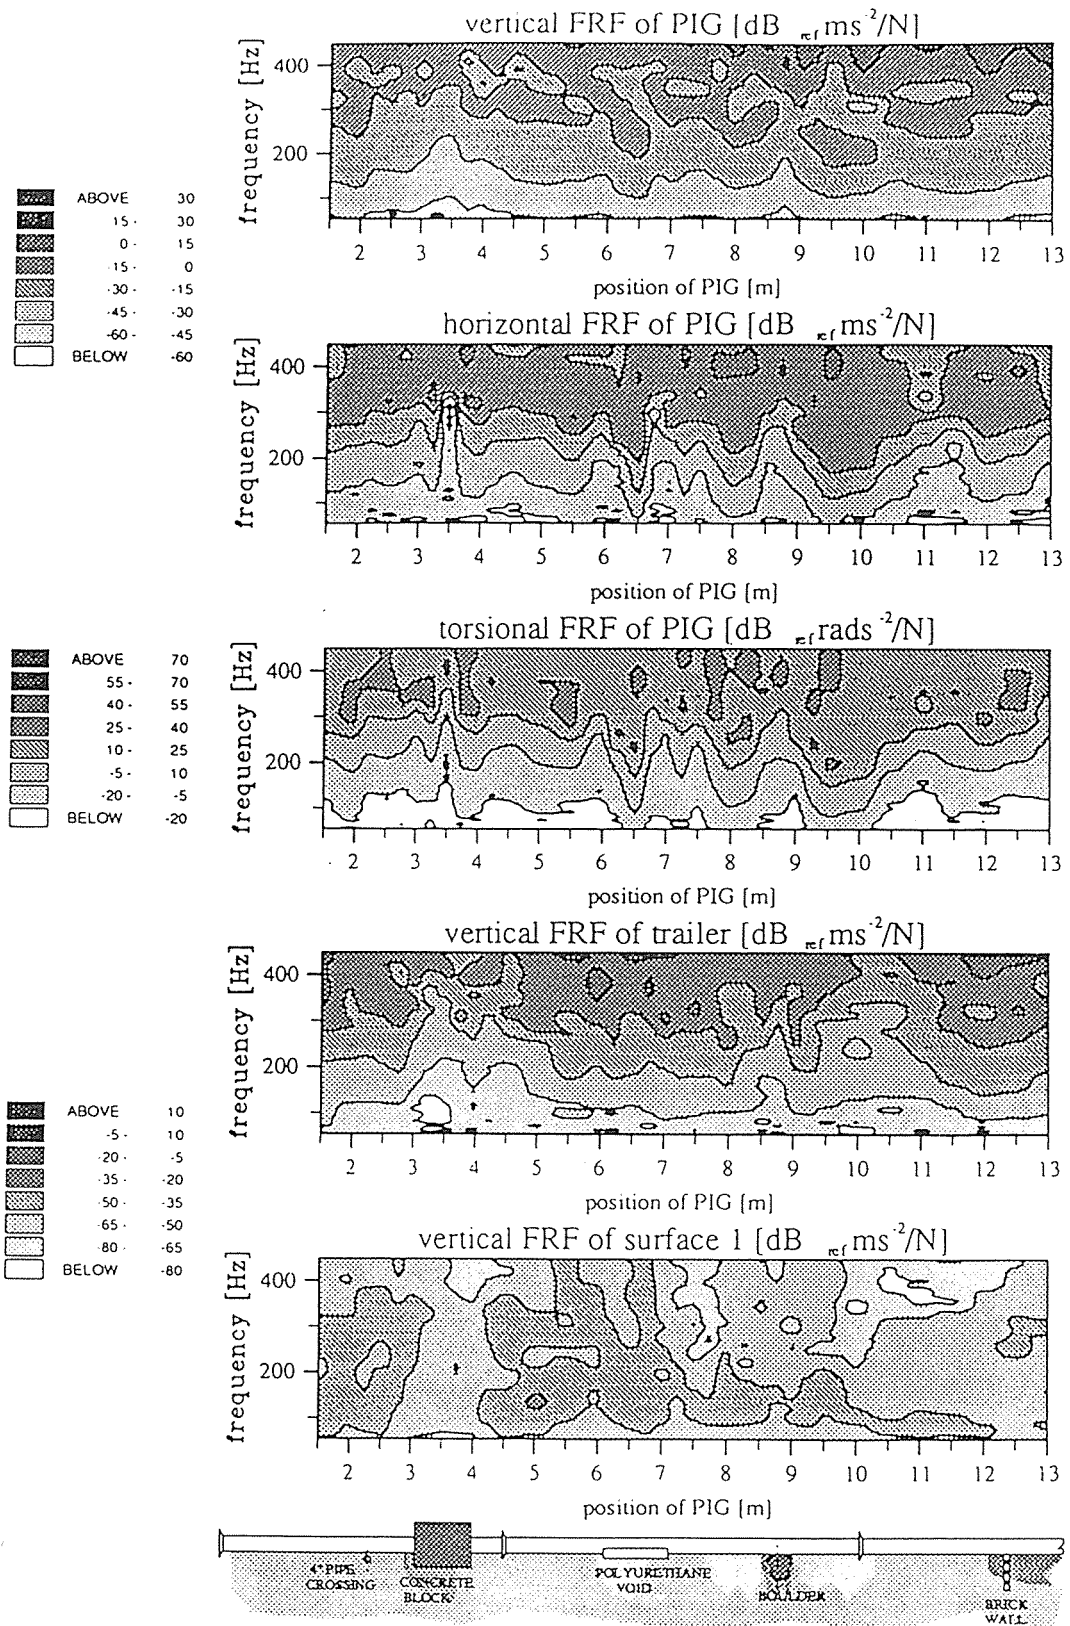 vertical FRF of PIG [dB ref ms-2/N]
frequency [Hz]
400
200
2 3 4 5 6 7 8 9 10 11 12 13
position of PIG [m]
ABOVE 30
15 - 30
0 - 15
-15 - 0
-30 - -15
-45 - -30
-60 - -45
BELOW -60
horizontal FRF of PIG [dB ref ms-2/N]
frequency [Hz]
400
200
2 3 4 5 6 7 8 9 10 11 12 13
position of PIG [m]
torsional FRF of PIG [dB ref rads-2/N]
frequency [Hz]
400
200
2 3 4 5 6 7 8 9 10 11 12 13
position of PIG [m]
ABOVE 70
55 - 70
40 - 55
25 - 40
10 - 25
-5 - 10
-20 - -5
BELOW -20
vertical FRF of trailer [dB ref ms-2/N]
frequency [Hz]
400
200
2 3 4 5 6 7 8 9 10 11 12 13
position of PIG [m]
ABOVE 10
-5 - 10
-20 - -5
-35 - -20
-50 - -35
-65 - -50
-80 - -65
BELOW -80
vertical FRF of surface 1 [dB ref ms-2/N]
frequency [Hz]
400
200
2 3 4 5 6 7 8 9 10 11 12 13
position of PIG [m]
4" PIPE
CROSSING
CONCRETE
BLOCK
POLYURETHANE
VOID
BOULDER
BRICK
WALL